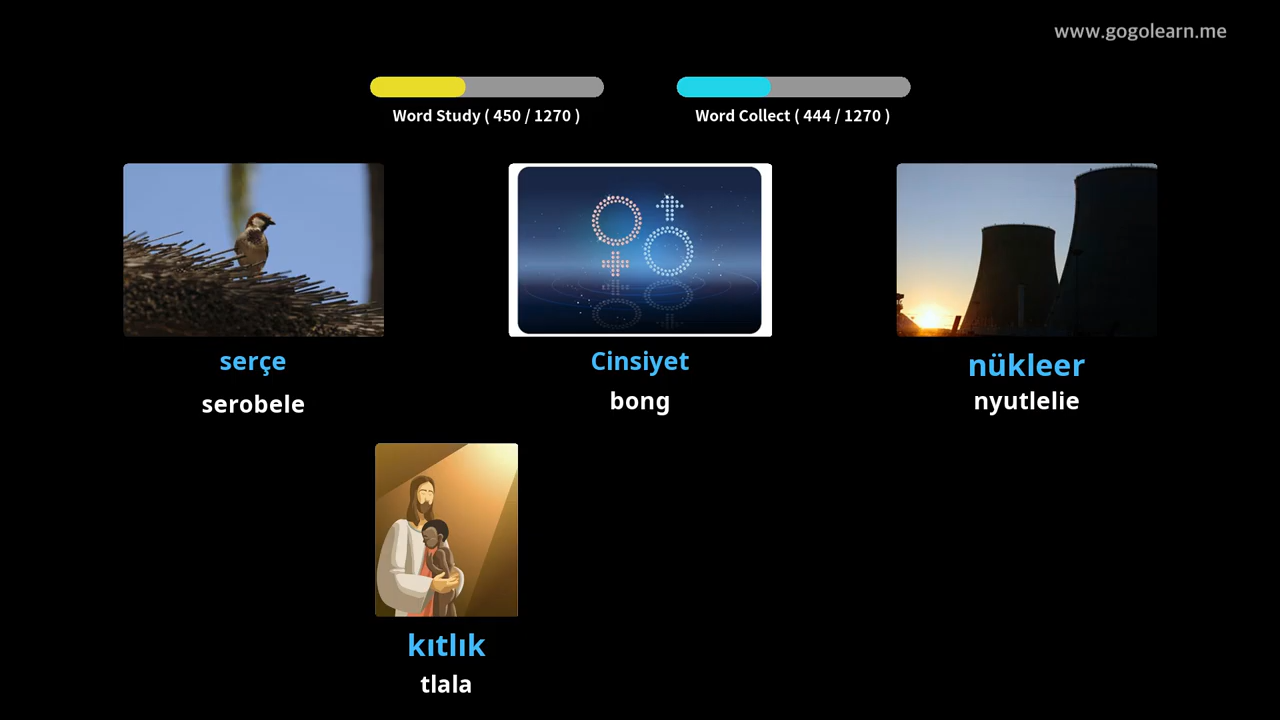 www.gogolearn.me
Word Study ( 450 / 1270 )
Word Collect ( 444 / 1270 )
serçe
serobele
Cinsiyet
bong
nükleer
nyutlelie
kıtlık
tlala